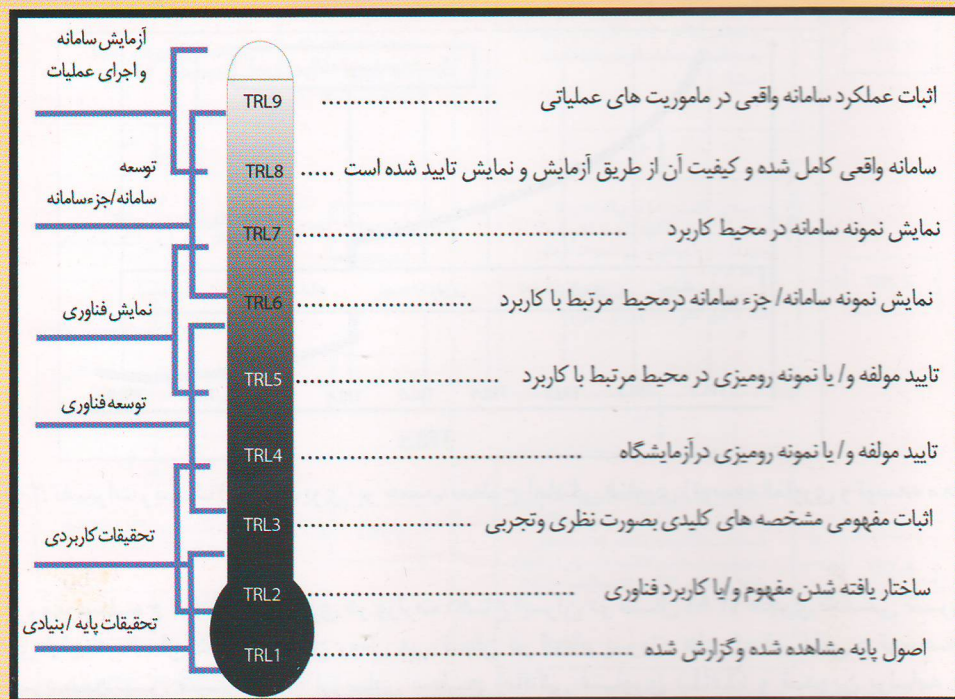 آزمایش سامانه
و اجرای عملیات
TRL9 اثبات عملکرد سامانه واقعی در ماموریت های عملیاتی
توسعه
سامانه/جزءسامانه
TRL8 سامانه واقعی کامل شده و کیفیت آن از طریق آزمایش و نمایش تایید شده است
TRL7 نمایش نمونه سامانه در محیط کاربرد
نمایش فناوری
TRL6 نمایش نمونه سامانه/ جزء سامانه درمحیط مرتبط با کاربرد
TRL5 تایید مولفه و/ یا نمونه رومیزی در محیط مرتبط با کاربرد
توسعه فناوری
TRL4 تایید مولفه و/ یا نمونه رومیزی درآزمایشگاه
تحقیقات کاربردی
TRL3 اثبات مفهومی مشخصه های کلیدی بصورت نظری وتجربی
TRL2 ساختار یافته شدن مفهوم و/یا کاربرد فناوری
تحقیقات پایه /بنیادی
TRL1 اصول پایه مشاهده شده وگزارش شده